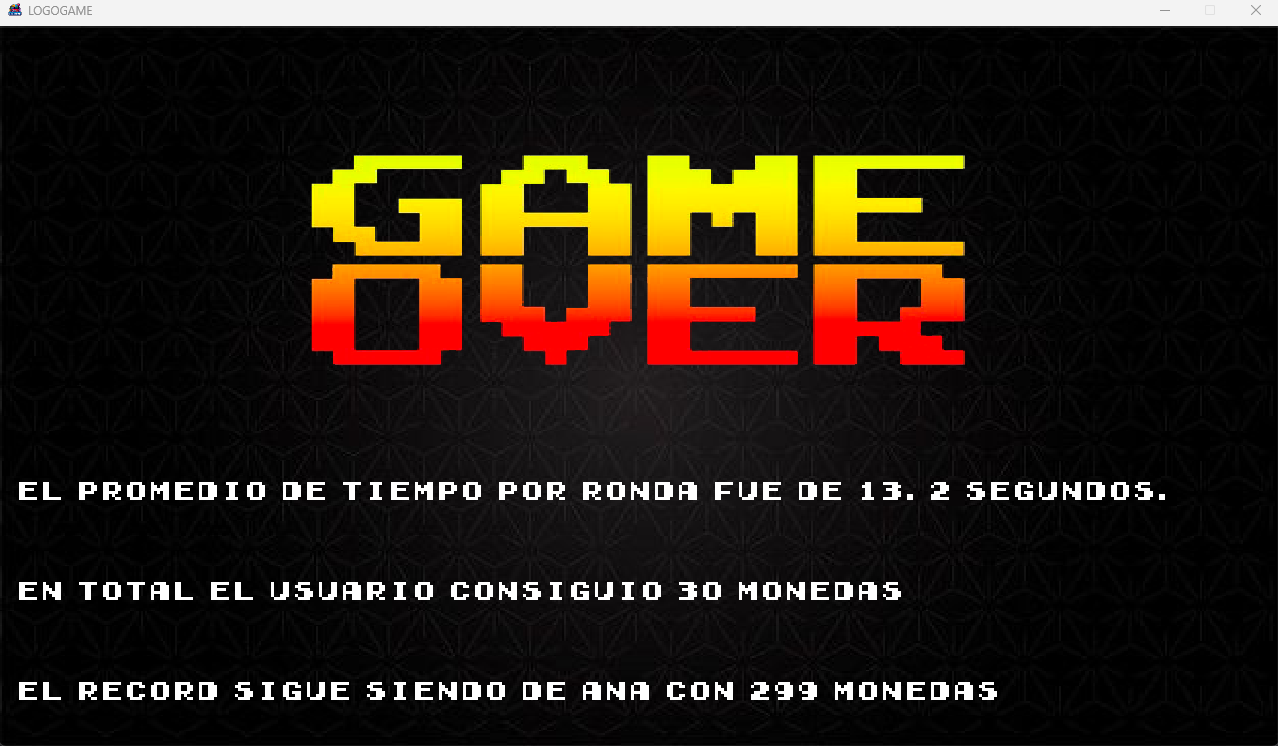 LOGOGAME
GAME
OVER
EL PROMEDIO DE TIEMPO POR RONDA FUE DE 13. 2 SEGUNDOS.
EN TOTAL EL USUARIO CONSIGUIO 30 MONEDAS
EL RECORD SIGUE SIENDO DE ANA CON 299 MONEDAS